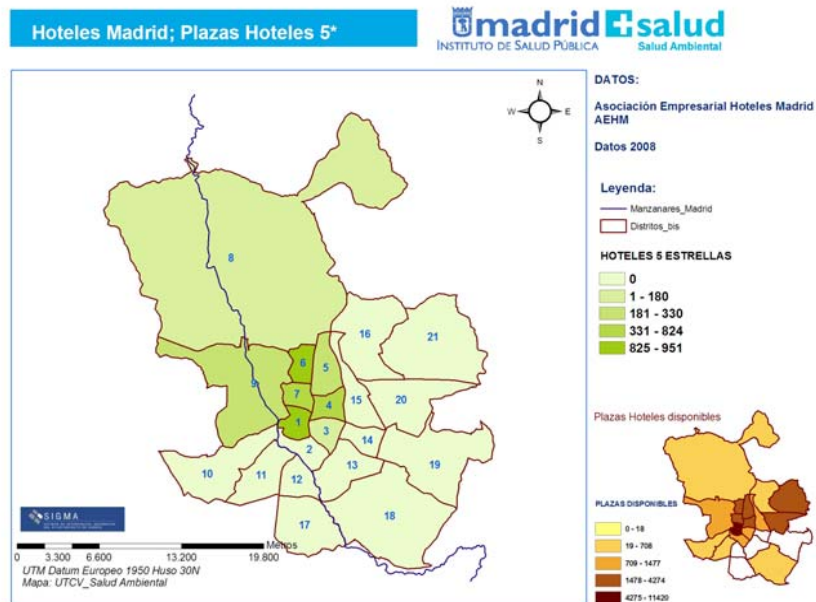 Hoteles Madrid; Plazas Hoteles 5*
madrid+salud
INSTITUTO DE SALUD PÚBLICA
Salud Ambiental
DATOS:
Asociación Empresarial Hoteles Madrid
AEHM
Datos 2008
Leyenda:
Manzanares_Madrid
Distritos_bis
HOTELES 5 ESTRELLAS
0
1 - 180
181 - 330
331 - 824
825 - 951
N
W E
S
8
16
21
6
5
9
7
4
15
20
1
3
2
14
19
10
11
12
13
17
18
SIGMA
Metros
0 3.300 6.600 13.200 19.800
UTM Datum Europeo 1950 Huso 30N
Mapa: UTCV_Salud Ambiental
Plazas Hoteles disponibles
PLAZAS DISPONIBLES
0 - 18
19 - 708
709 - 1477
1478 - 4274
4275 - 11420